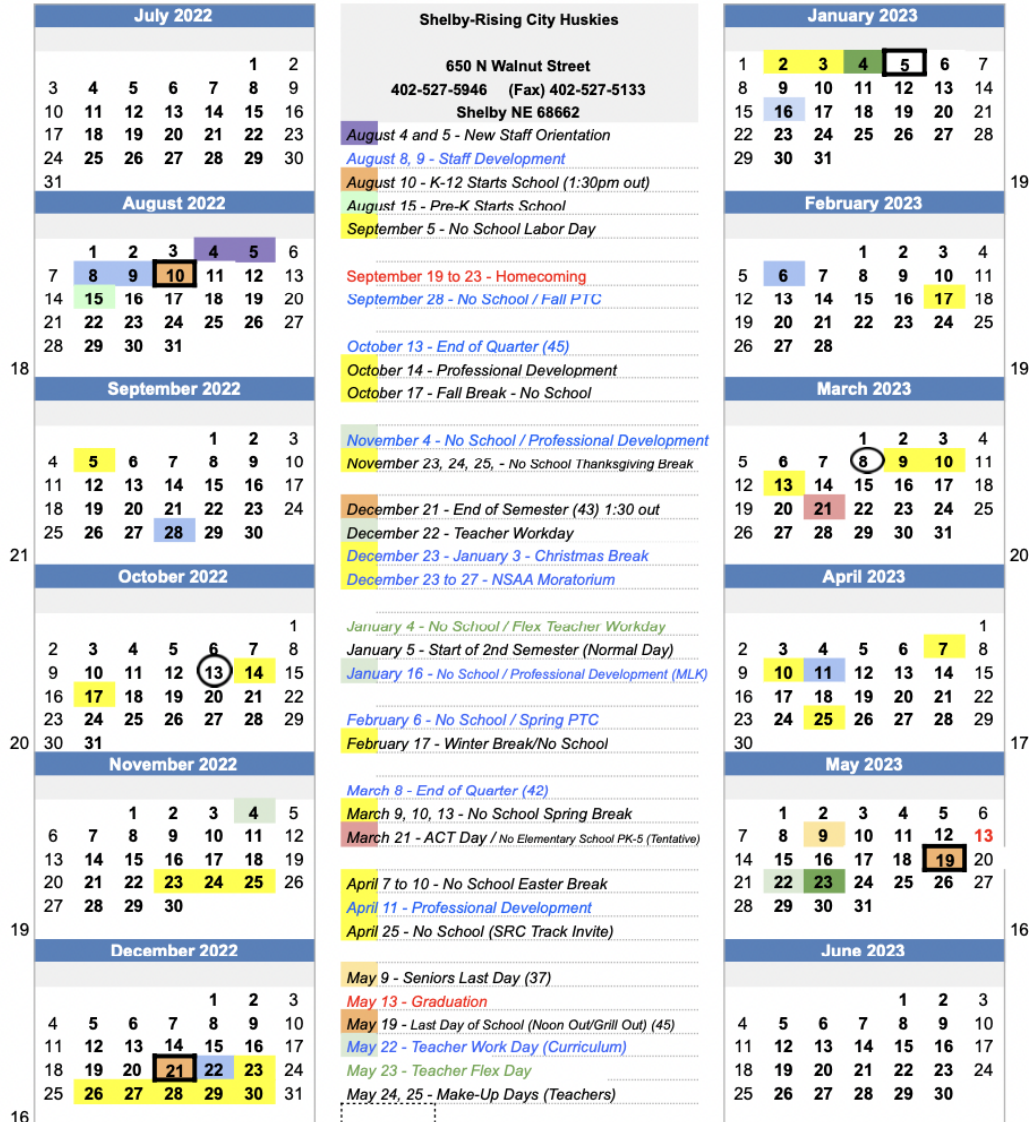 July 2022
1 2
3 4 5 6 7 8 9
10 11 12 13 14 15 16
17 18 19 20 21 22 23
24 25 26 27 28 29 30
31
August 2022
1 2 3 4 5 6
7 8 9 10 11 12 13
14 15 16 17 18 19 20
21 22 23 24 25 26 27
28 29 30 31
18
September 2022
1 2 3
4 5 6 7 8 9 10
11 12 13 14 15 16 17
18 19 20 21 22 23 24
25 26 27 28 29 30
21
October 2022
1
2 3 4 5 6 7 8
9 10 11 12 13 14 15
16 17 18 19 20 21 22
23 24 25 26 27 28 29
20 30 31
November 2022
1 2 3 4 5
6 7 8 9 10 11 12
13 14 15 16 17 18 19
20 21 22 23 24 25 26
27 28 29 30
19
December 2022
1 2 3
4 5 6 7 8 9 10
11 12 13 14 15 16 17
18 19 20 21 22 23 24
25 26 27 28 29 30 31
16
Shelby-Rising City Huskies
650 N Walnut Street
402-527-5946 (Fax) 402-527-5133
Shelby NE 68662
August 4 and 5 - New Staff Orientation
August 8, 9 - Staff Development
August 10 - K-12 Starts School (1:30pm out)
August 15 - Pre-K Starts School
September 5 - No School Labor Day
September 19 to 23 - Homecoming
September 28 - No School / Fall PTC
October 13 - End of Quarter (45)
October 14 - Professional Development
October 17 - Fall Break - No School
November 4 - No School / Professional Development
November 23, 24, 25, - No School Thanksgiving Break
December 21 - End of Semester (43) 1:30 out
December 22 - Teacher Workday
December 23 - January 3 - Christmas Break
December 23 to 27 - NSAA Moratorium
January 4 - No School / Flex Teacher Workday
January 5 - Start of 2nd Semester (Normal Day)
January 16 - No School / Professional Development (MLK)
February 6 - No School / Spring PTC
February 17 - Winter Break/No School
March 8 - End of Quarter (42)
March 9, 10, 13 - No School Spring Break
March 21 - ACT Day / No Elementary School PK-5 (Tentative)
April 7 to 10 - No School Easter Break
April 11 - Professional Development
April 25 - No School (SRC Track Invite)
May 9 - Seniors Last Day (37)
May 13 - Graduation
May 19 - Last Day of School (Noon Out/Grill Out) (45)
May 22 - Teacher Work Day (Curriculum)
May 23 - Teacher Flex Day
May 24, 25 - Make-Up Days (Teachers)
January 2023
1 2 3 4 5 6 7
8 9 10 11 12 13 14
15 16 17 18 19 20 21
22 23 24 25 26 27 28
29 30 31
19
February 2023
1 2 3 4
5 6 7 8 9 10 11
12 13 14 15 16 17 18
19 20 21 22 23 24 25
26 27 28
19
March 2023
1 2 3 4
5 6 7 8 9 10 11
12 13 14 15 16 17 18
19 20 21 22 23 24 25
26 27 28 29 30 31
20
April 2023
1
2 3 4 5 6 7 8
9 10 11 12 13 14 15
16 17 18 19 20 21 22
23 24 25 26 27 28 29
30 17
May 2023
1 2 3 4 5 6
7 8 9 10 11 12 13
14 15 16 17 18 19 20
21 22 23 24 25 26 27
28 29 30 31
16
June 2023
1 2 3
4 5 6 7 8 9 10
11 12 13 14 15 16 17
18 19 20 21 22 23 24
25 26 27 28 29 30